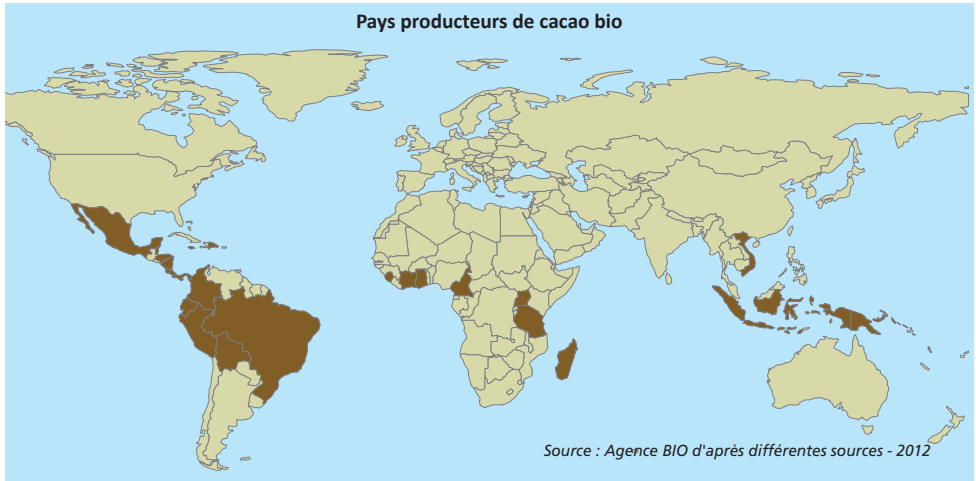 Pays producteurs de cacao bio
Source : Agence BIO d'après différentes sources - 2012